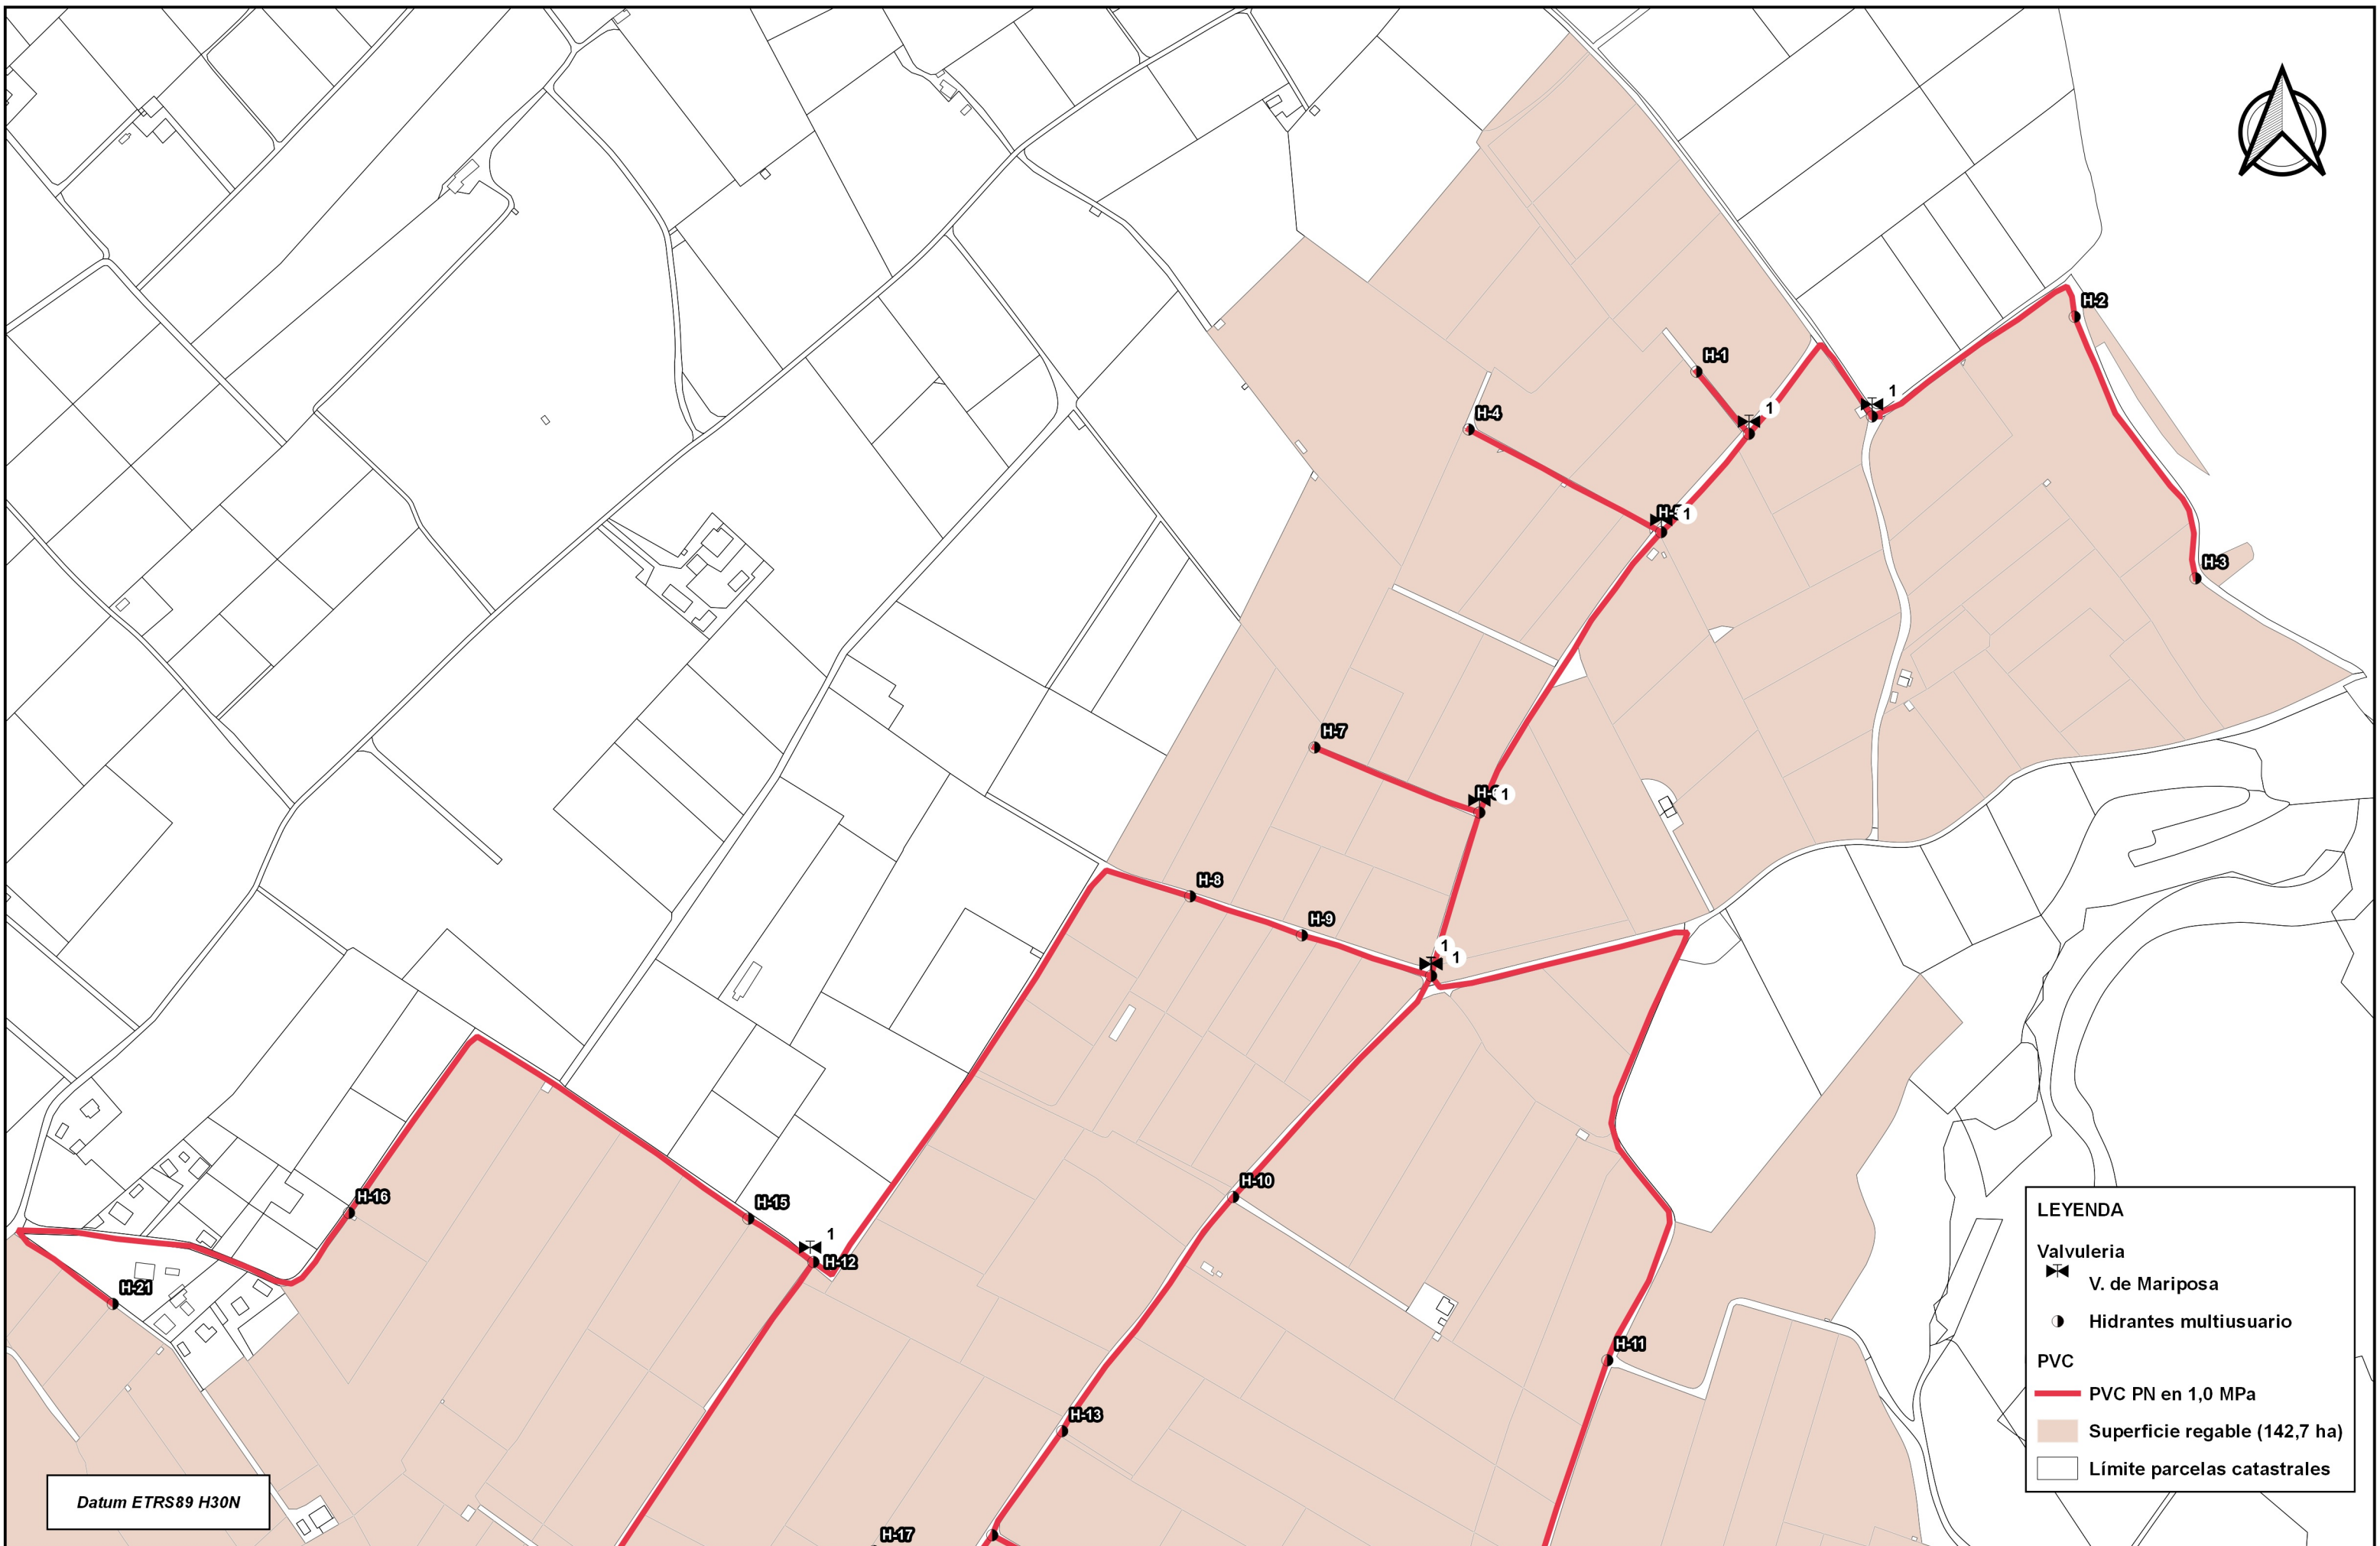 H-2
H-1
1
1
H-4
1
H-3
H-7
1
H-8
H-9
1
1
H-16
H-15
H-10
1
H-12
H-21
H-11
H-13
H-17
LEYENDA
Valvuleria
V. de Mariposa
Hidrantes multiusuario
PVC
PVC PN en 1,0 MPa
Superficie regable (142,7 ha)
Límite parcelas catastrales
Datum ETRS89 H30N